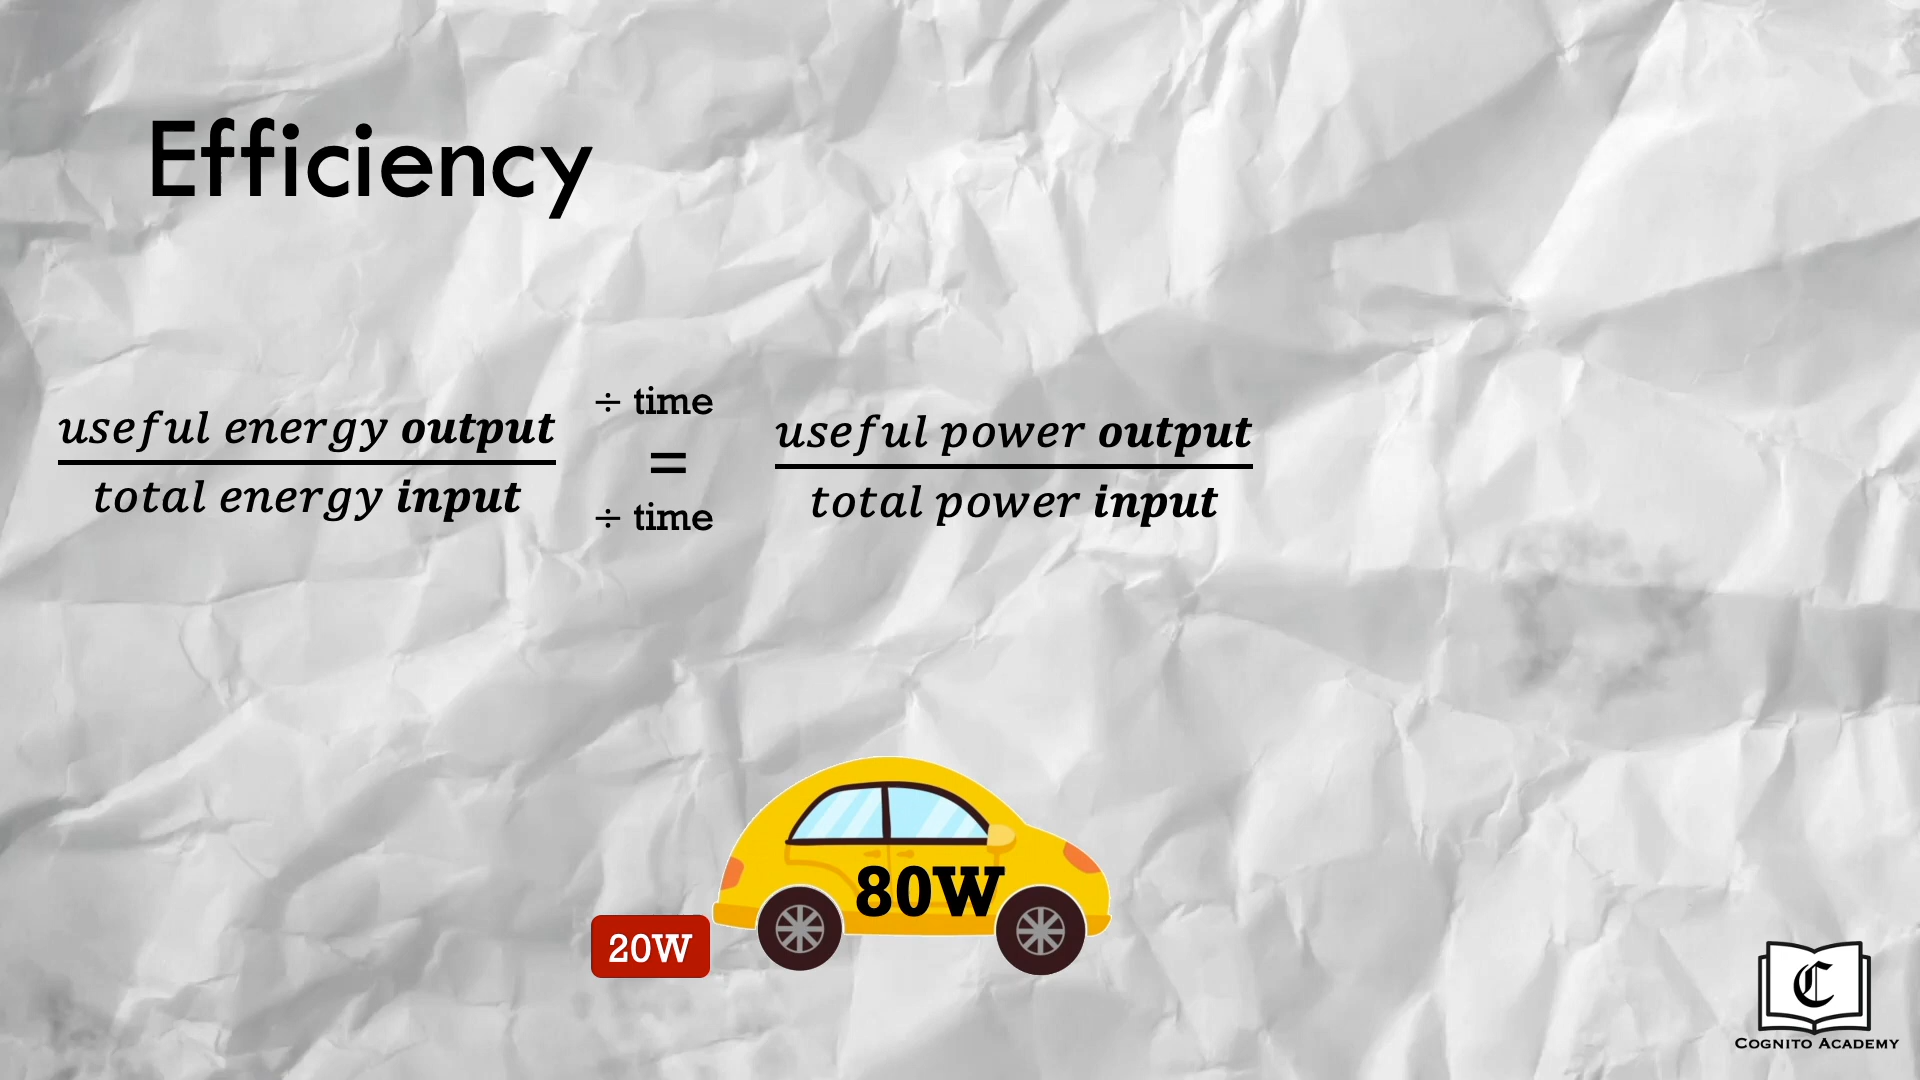 Efficiency
useful energy output
total energy input
÷ time
=
÷ time
useful power output
total power input
80W
20W
C
COGNITO ACADEMY